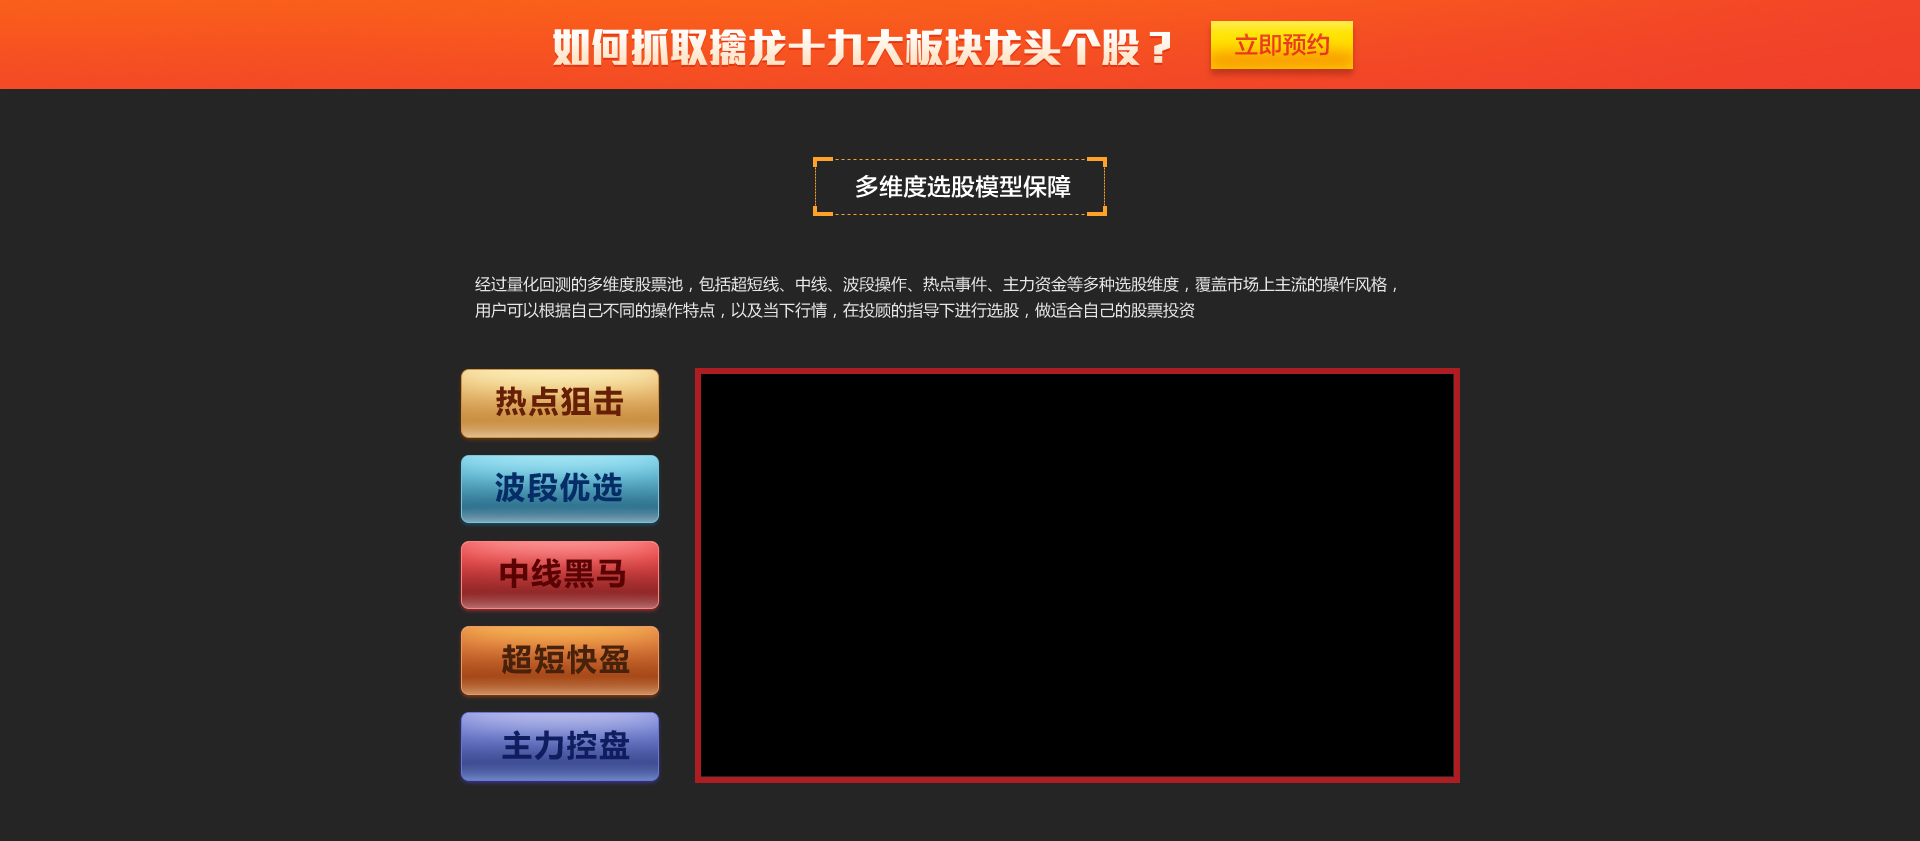 如何抓取擒龙十九大板块龙头个股？
立即预约
多维度选股模型保障
经过量化回测的多维度股票池，包括超短线、中线、波段操作、热点事件、主力资金等多种选股维度，覆盖市场上主流的操作风格，
用户可以根据自己不同的操作特点，以及当下行情，在投顾的指导下进行选股，做适合自己的股票投资
热点狙击
波段优选
中线黑马
超短快盈
主力控盘